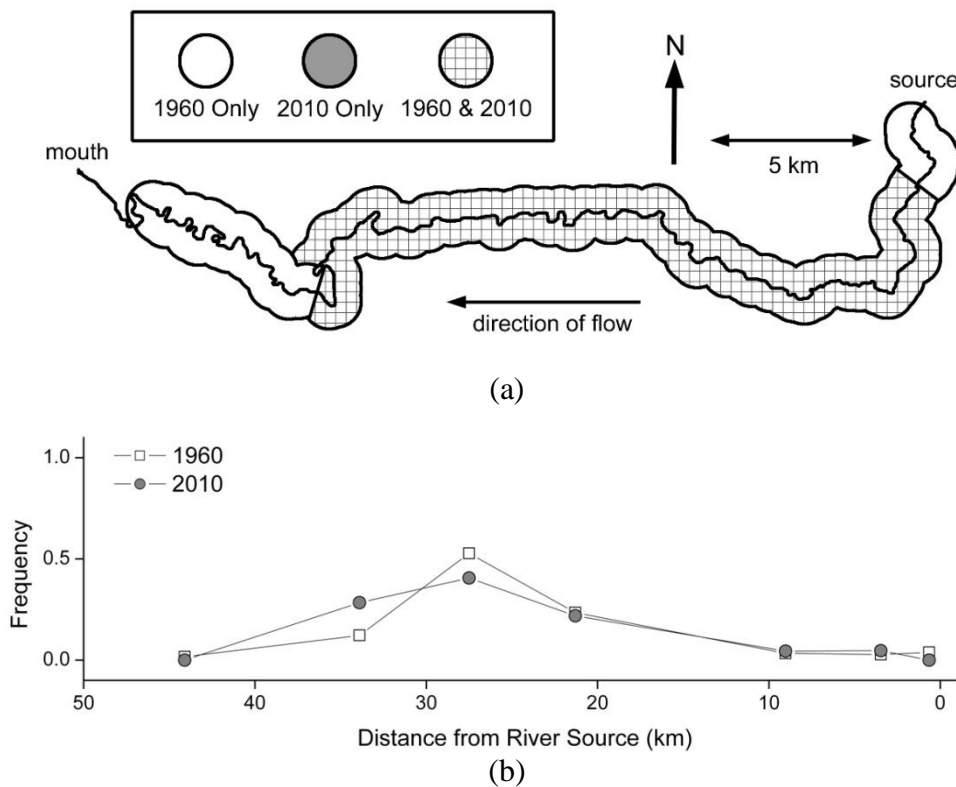 1960 Only 2010 Only 1960 & 2010
N
source
5 km
mouth
direction of flow
(a)
1960
2010
1.0
0.5
0.0
Frequency
50 40 30 20 10 0
Distance from River Source (km)
(b)